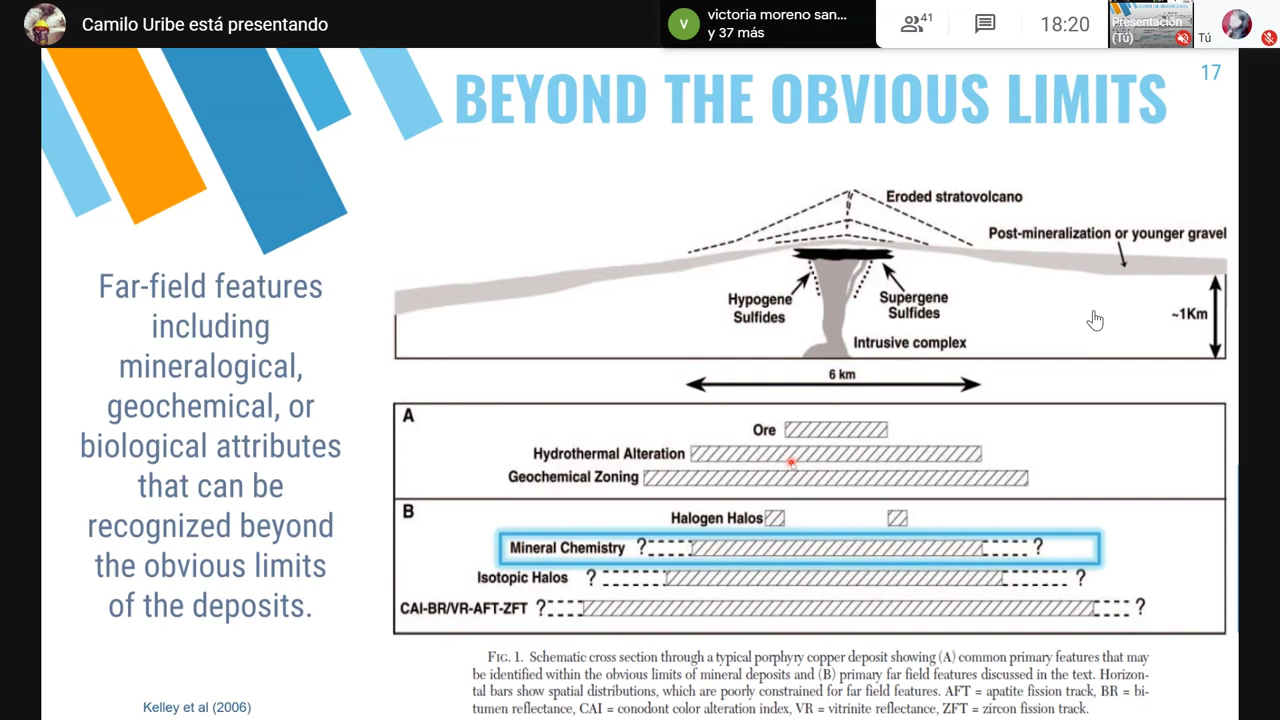 Camilo Uribe está presentando
V
victoria moreno san...
y 37 más
41
18:20
Presentación
(Tú)
Tú
17
BEYOND THE OBVIOUS LIMITS
Far-field features
including
mineralogical,
geochemical, or
biological attributes
that can be
recognized beyond
the obvious limits
of the deposits.
Kelley et al (2006)
Eroded stratovolcano
Post-mineralization or younger gravel
Hypogene
Sulfides
Supergene
Sulfides
~1Km
Intrusive complex
6 km
A
Ore
Hydrothermal Alteration
Geochemical Zoning
B
Halogen Halos
Mineral Chemistry ? ?
Isotopic Halos ? ?
CAI-BR/VR-AFT-ZFT ? ?
FIG. 1. Schematic cross section through a typical porphyry copper deposit showing (A) common primary features that may
be identified within the obvious limits of mineral deposits and (B) primary far field features discussed in the text. Horizon-
tal bars show spatial distributions, which are poorly constrained for far field features. AFT = apatite fission track, BR = bi-
tumen reflectance, CAI = conodont color alteration index, VR = vitrinite reflectance, ZFT = zircon fission track.